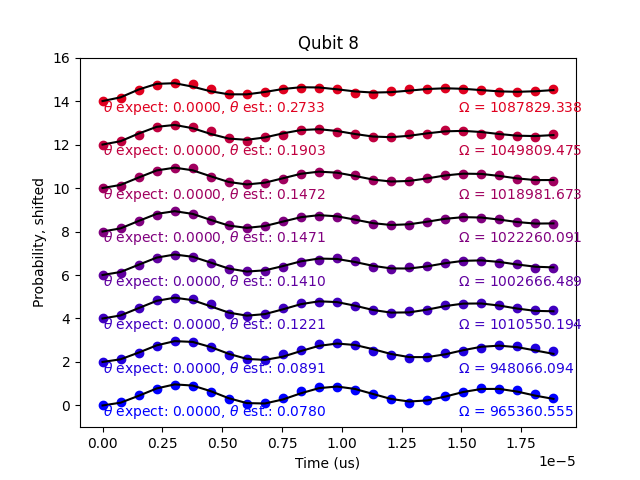 Qubit 8
16
14
θ expect: 0.0000, θ est.: 0.2733 Ω = 1087829.338
12
θ expect: 0.0000, θ est.: 0.1903 Ω = 1049809.475
10
θ expect: 0.0000, θ est.: 0.1472 Ω = 1018981.673
8
θ expect: 0.0000, θ est.: 0.1471 Ω = 1022260.091
6
θ expect: 0.0000, θ est.: 0.1410 Ω = 1002666.489
4
θ expect: 0.0000, θ est.: 0.1221 Ω = 1010550.194
2
θ expect: 0.0000, θ est.: 0.0891 Ω = 948066.094
0
θ expect: 0.0000, θ est.: 0.0780 Ω = 965360.555
Probability, shifted
0.00 0.25 0.50 0.75 1.00 1.25 1.50 1.75
Time (us)
1e−5